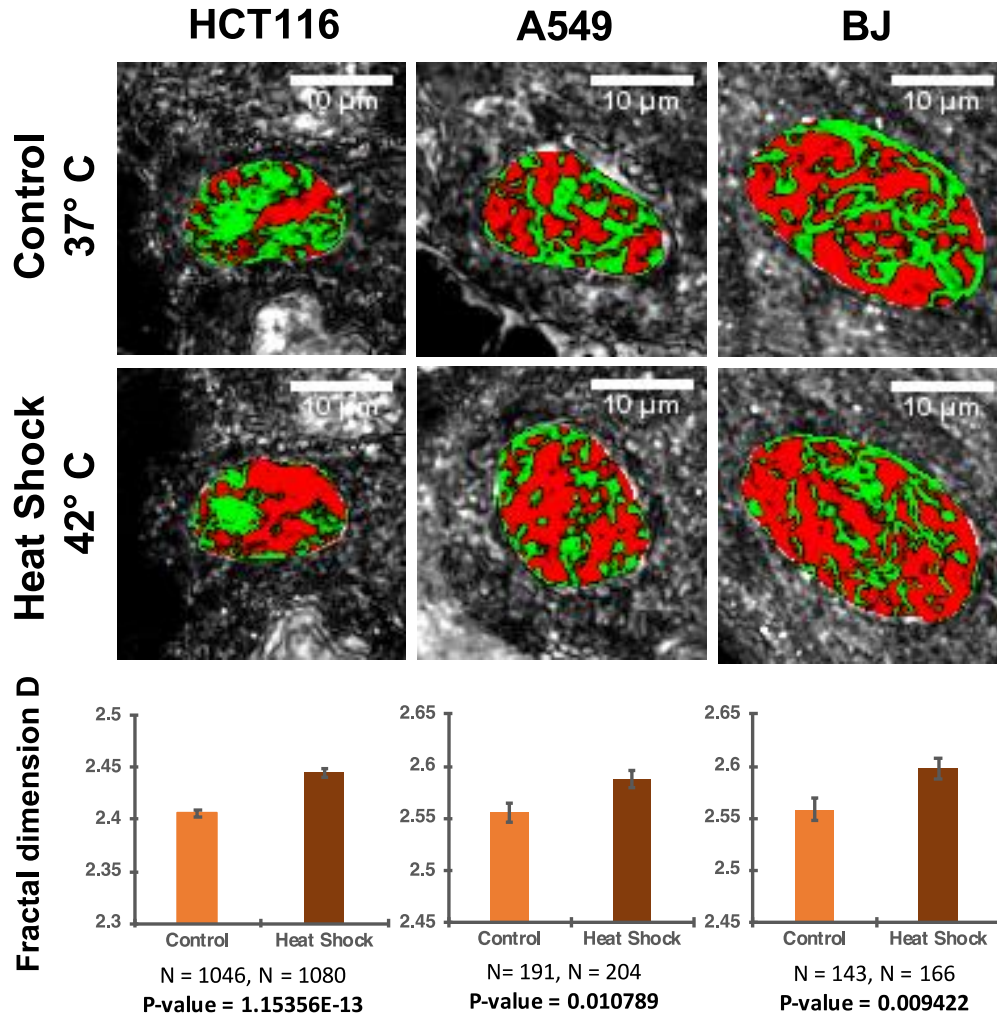 HCT116 A549 BJ
Control
37° C
10 µm 10 µm 10 µm
Heat Shock
42° C
10 µm 10 µm 10 µm
Fractal dimension D
2.5
2.45
2.4
2.35
2.3
Control Heat Shock
N = 1046, N = 1080
P-value = 1.15356E-13
2.65
2.6
2.55
2.5
2.45
Control Heat Shock
N= 191, N = 204
P-value = 0.010789
2.65
2.6
2.55
2.5
2.45
Control Heat Shock
N = 143, N = 166
P-value = 0.009422